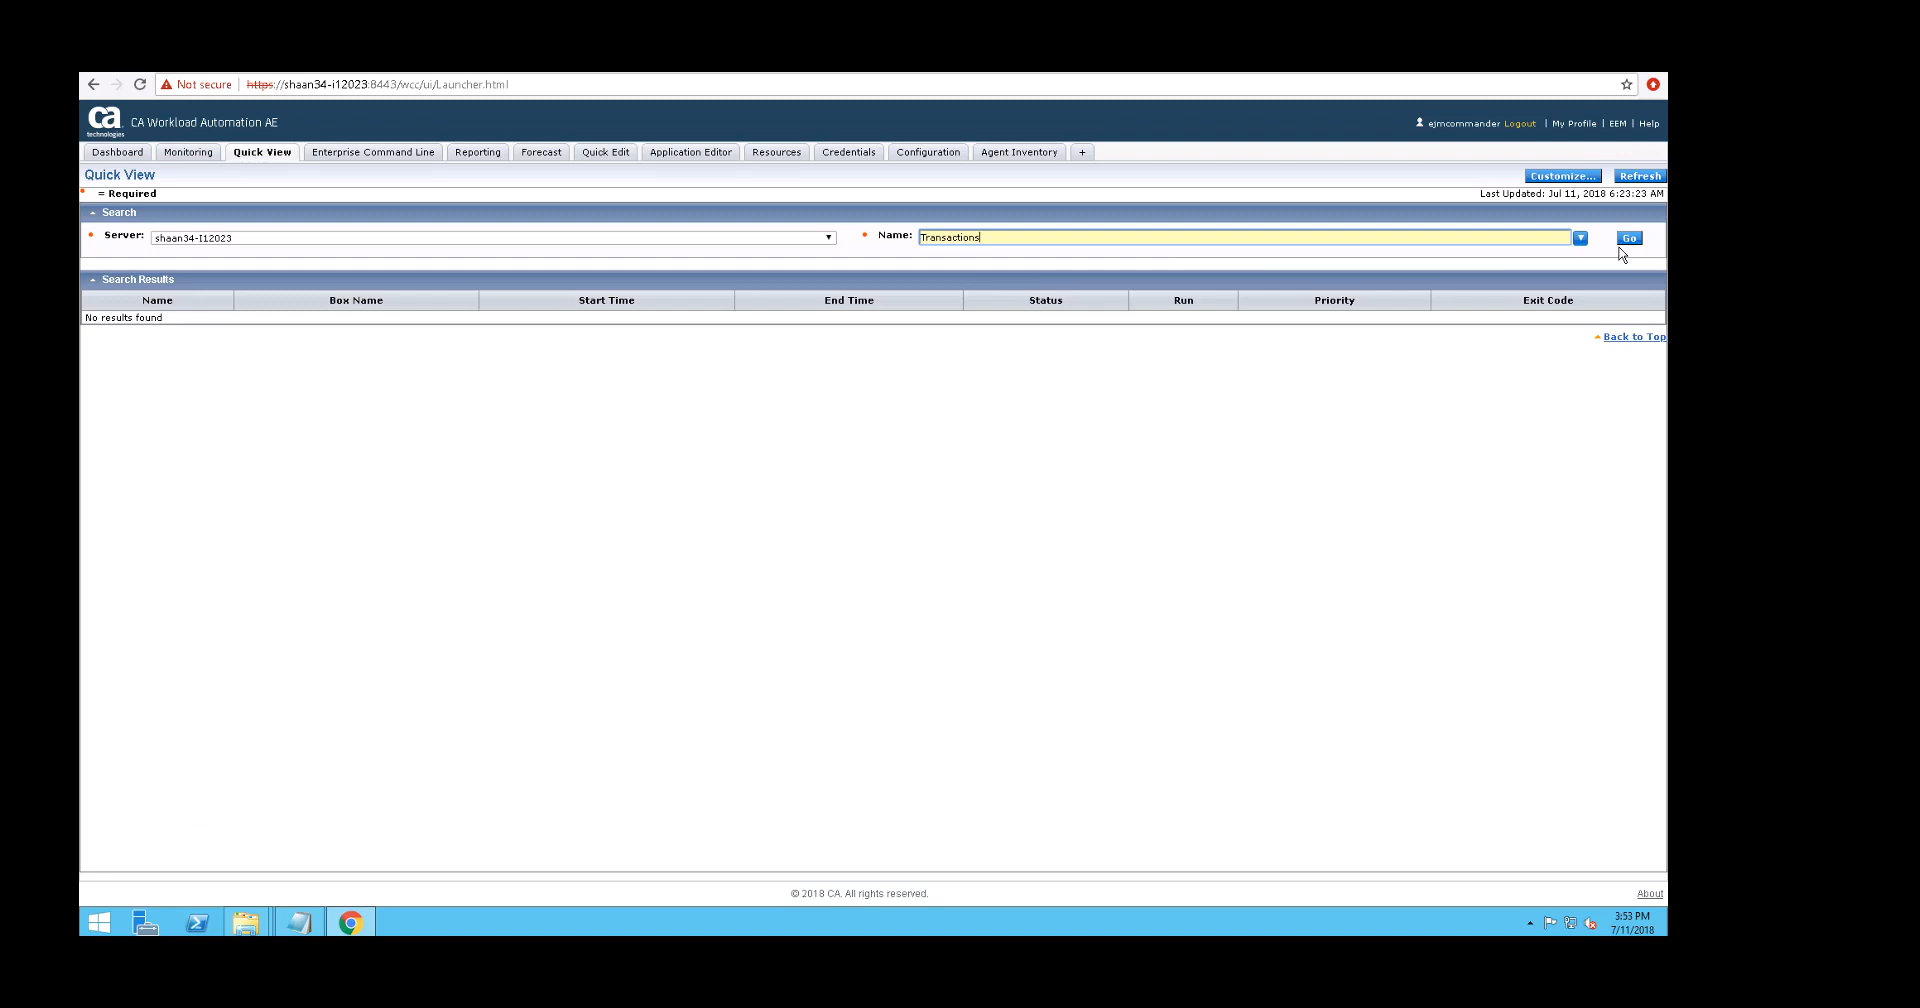 Not secure | https://shaan34-i12023:8443/wcc/ui/Launcher.html
ca technologies CA Workload Automation AE
ejmcommander Logout | My Profile | EEM | Help
Dashboard Monitoring Quick View Enterprise Command Line Reporting Forecast Quick Edit Application Editor Resources Credentials Configuration Agent Inventory +
Quick View Customize... Refresh
= Required Last Updated: Jul 11, 2018 6:23:23 AM
Search
Server: shaan34-I12023 Name: Transactions Go
Search Results
Name Box Name Start Time End Time Status Run Priority Exit Code
No results found
Back to Top
© 2018 CA. All rights reserved. About
3:53 PM
7/11/2018